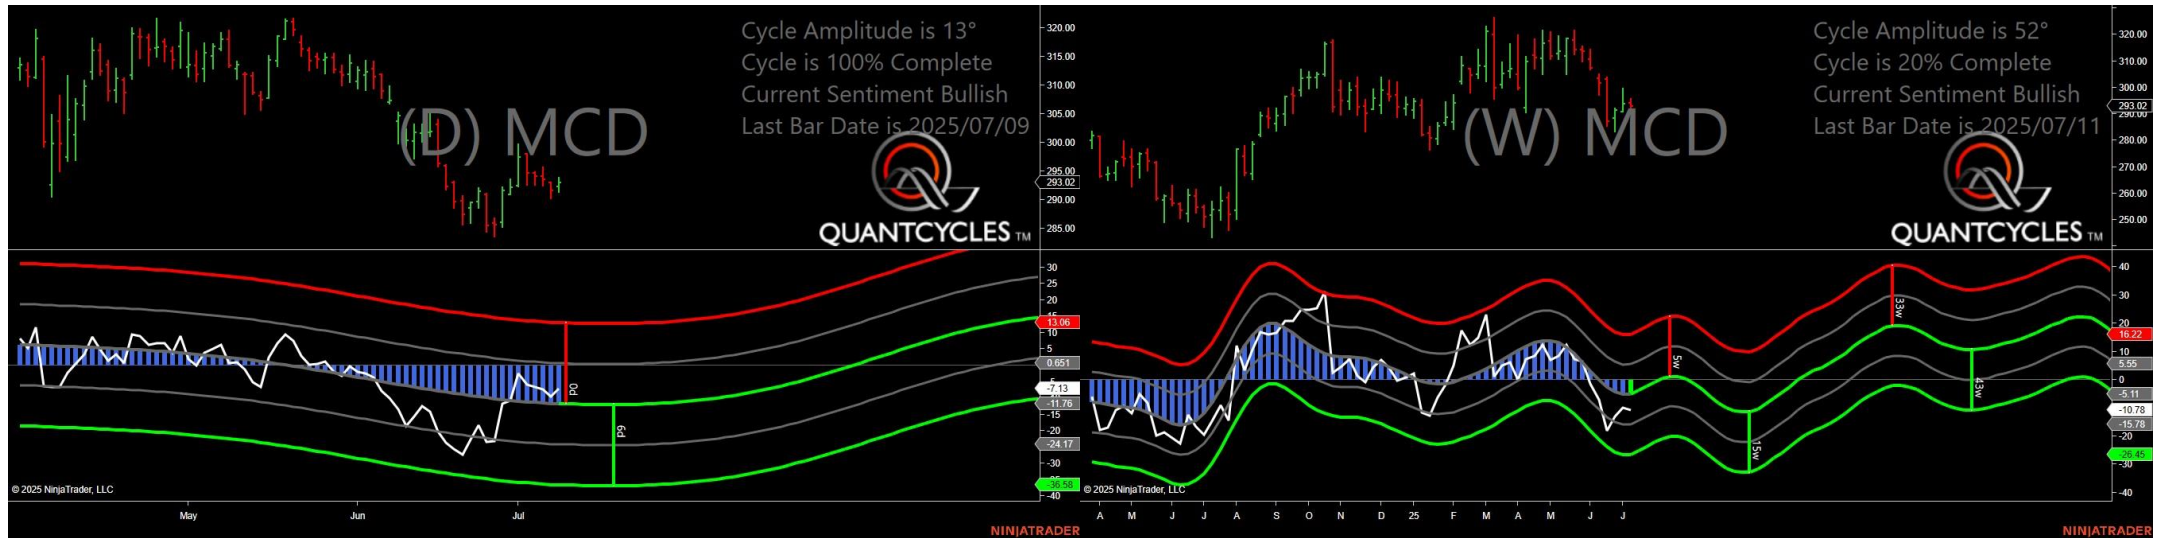 Cycle Amplitude is 13°
Cycle is 100% Complete
Current Sentiment Bullish
Last Bar Date is 2025/07/09
(D) MCD
QUANTCYCLES TM
320.00
315.00
310.00
305.00
300.00
295.00
293.02
290.00
285.00
30
25
20
15
13.06
10
5
0.651
-7.13
-11.76
-15
-20
-24.17
-30
-36.58
-40
0d
6d
© 2025 NinjaTrader, LLC
May Jun Jul
NINJATRADER
Cycle Amplitude is 52°
Cycle is 20% Complete
Current Sentiment Bullish
Last Bar Date is 2025/07/11
(W) MCD
QUANTCYCLES TM
320.00
310.00
300.00
293.02
290.00
280.00
270.00
260.00
250.00
40
30
20
16.22
10
5.55
0
-5.11
-10.78
-15.78
-20
-26.45
-30
-40
5w
15w
33w
43w
© 2025 NinjaTrader, LLC
A M J J A S O N D 25 F M A M J J
NINJATRADER